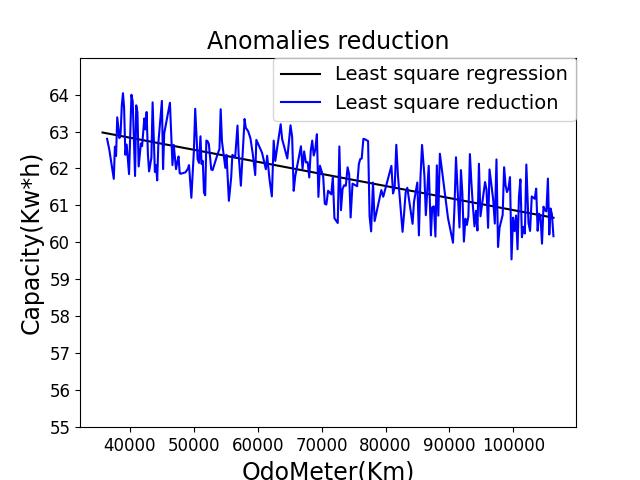 Anomalies reduction
Least square regression
Least square reduction
Capacity(Kw*h)
64
63
62
61
60
59
58
57
56
55
40000 50000 60000 70000 80000 90000 100000
OdoMeter(Km)